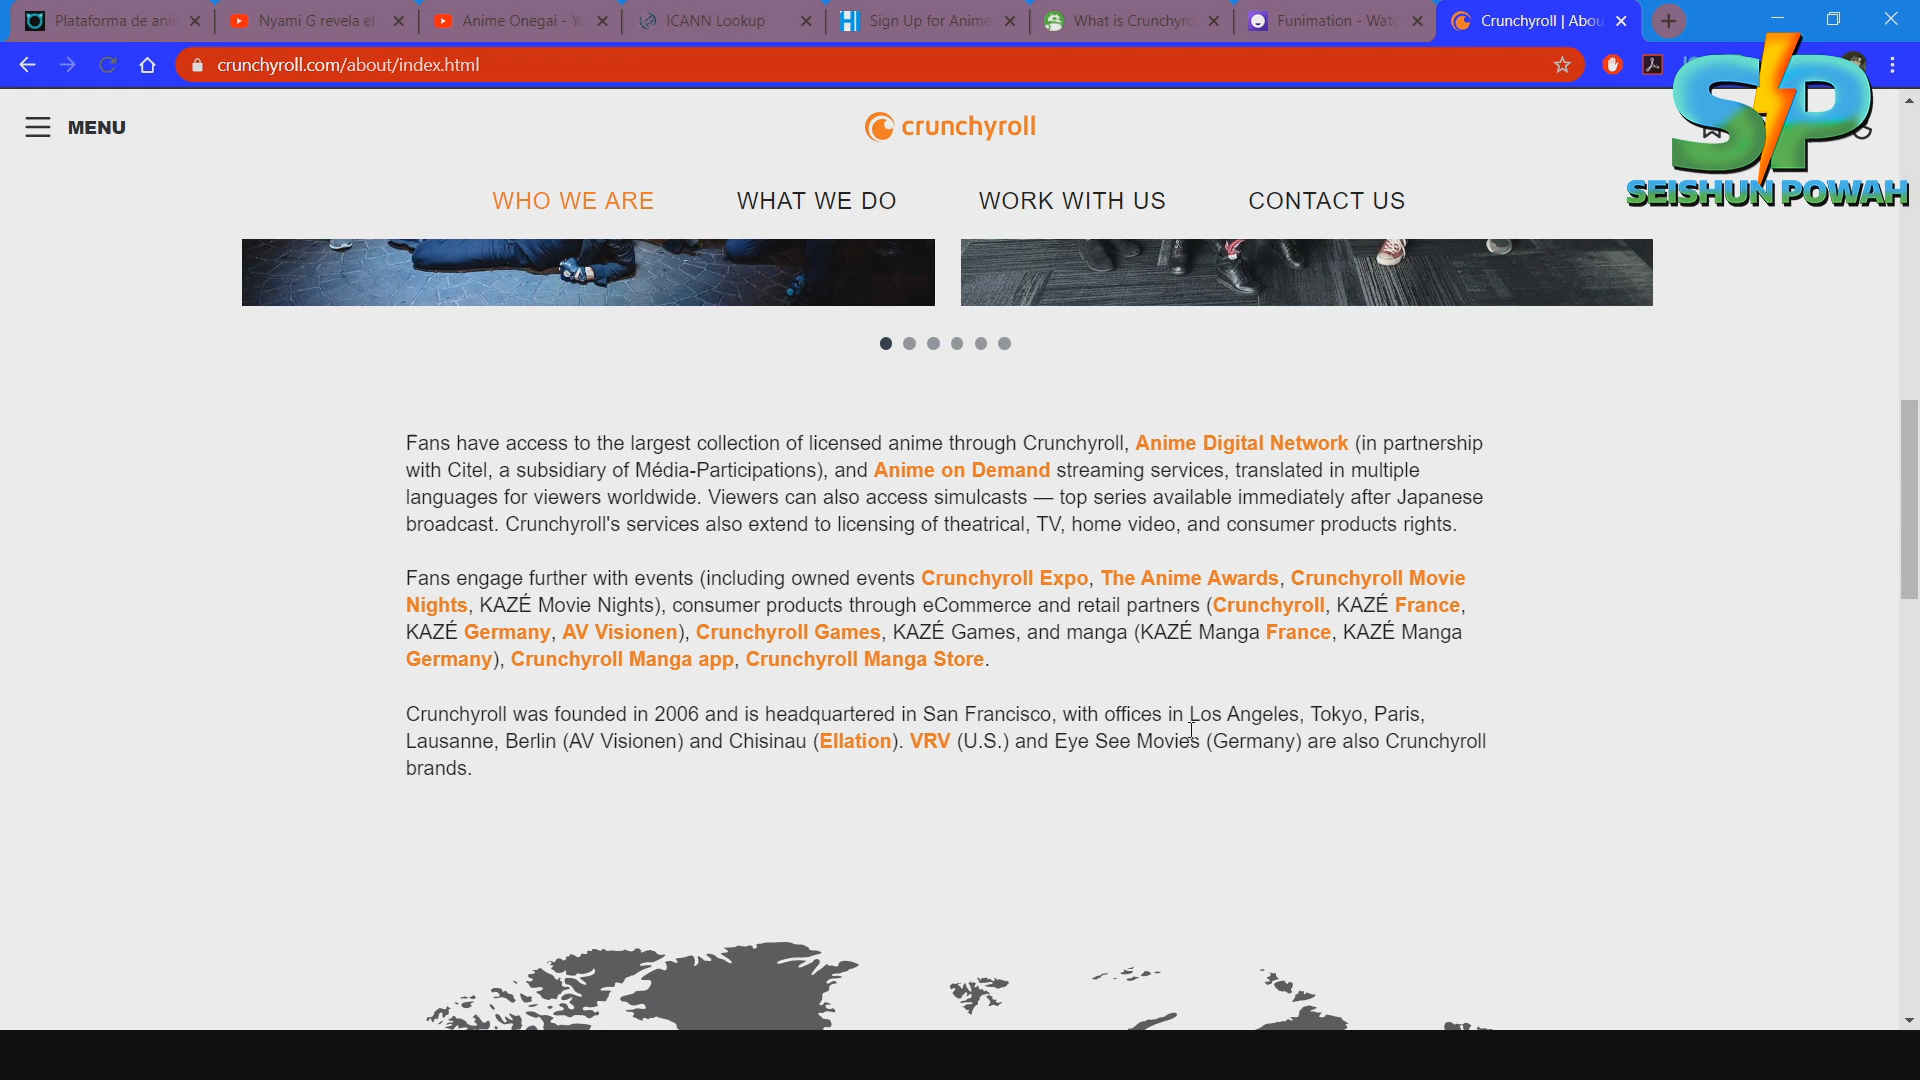 Plataforma de ani
Nyami G revela el
Anime Onegai - Yo
ICANN Lookup
Sign Up for Anime
What is Crunchyro
Funimation - Watc
Crunchyroll | Abou
crunchyroll.com/about/index.html
MENU
crunchyroll
SP
SEISHUN POWAH
WHO WE ARE
WHAT WE DO
WORK WITH US
CONTACT US
Fans have access to the largest collection of licensed anime through Crunchyroll, Anime Digital Network (in partnership
with Citel, a subsidiary of Média-Participations), and Anime on Demand streaming services, translated in multiple
languages for viewers worldwide. Viewers can also access simulcasts — top series available immediately after Japanese
broadcast. Crunchyroll's services also extend to licensing of theatrical, TV, home video, and consumer products rights.
Fans engage further with events (including owned events Crunchyroll Expo, The Anime Awards, Crunchyroll Movie
Nights, KAZÉ Movie Nights), consumer products through eCommerce and retail partners (Crunchyroll, KAZÉ France,
KAZÉ Germany, AV Visionen), Crunchyroll Games, KAZÉ Games, and manga (KAZÉ Manga France, KAZÉ Manga
Germany), Crunchyroll Manga app, Crunchyroll Manga Store.
Crunchyroll was founded in 2006 and is headquartered in San Francisco, with offices in Los Angeles, Tokyo, Paris,
Lausanne, Berlin (AV Visionen) and Chisinau (Ellation). VRV (U.S.) and Eye See Movies (Germany) are also Crunchyroll
brands.